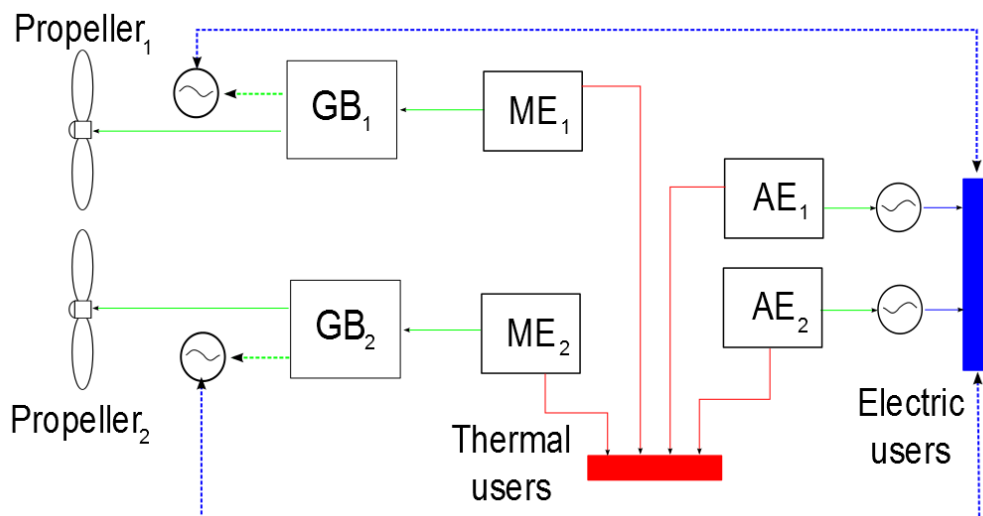 Propeller₁
GB₁
ME₁
AE₁
GB₂
ME₂
AE₂
Propeller₂
Thermal
users
Electric
users